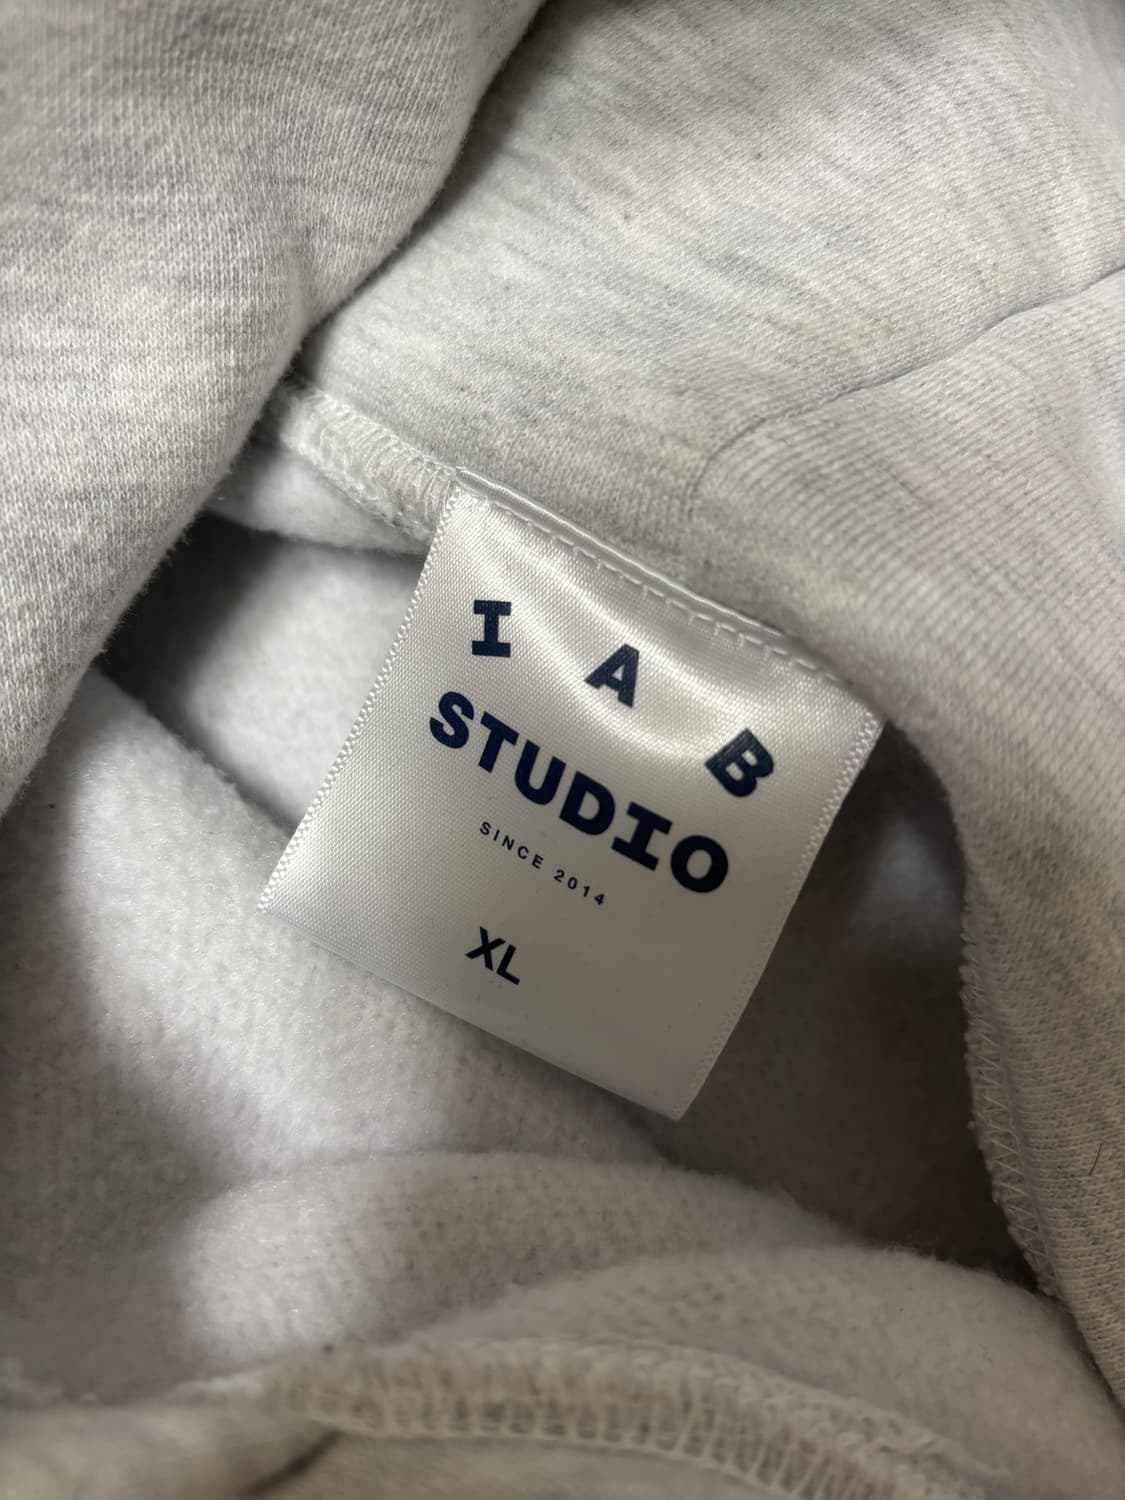 I A B
STUDIO
SINCE 2014
XL